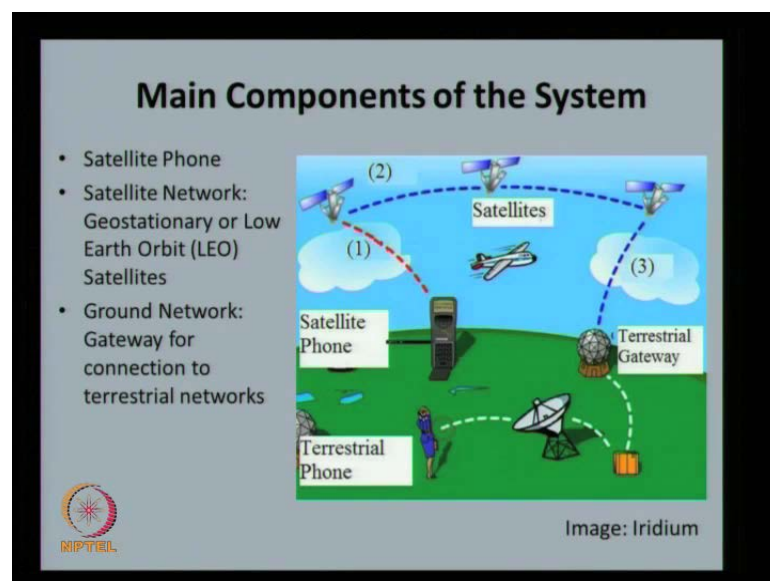 Main Components of the System
• Satellite Phone
• Satellite Network:
Geostationary or Low
Earth Orbit (LEO)
Satellites
• Ground Network:
Gateway for
connection to
terrestrial networks
(2)
Satellites
(1)
(3)
Satellite
Phone
Terrestrial
Gateway
Terrestrial
Phone
Image: Iridium
NPTEL